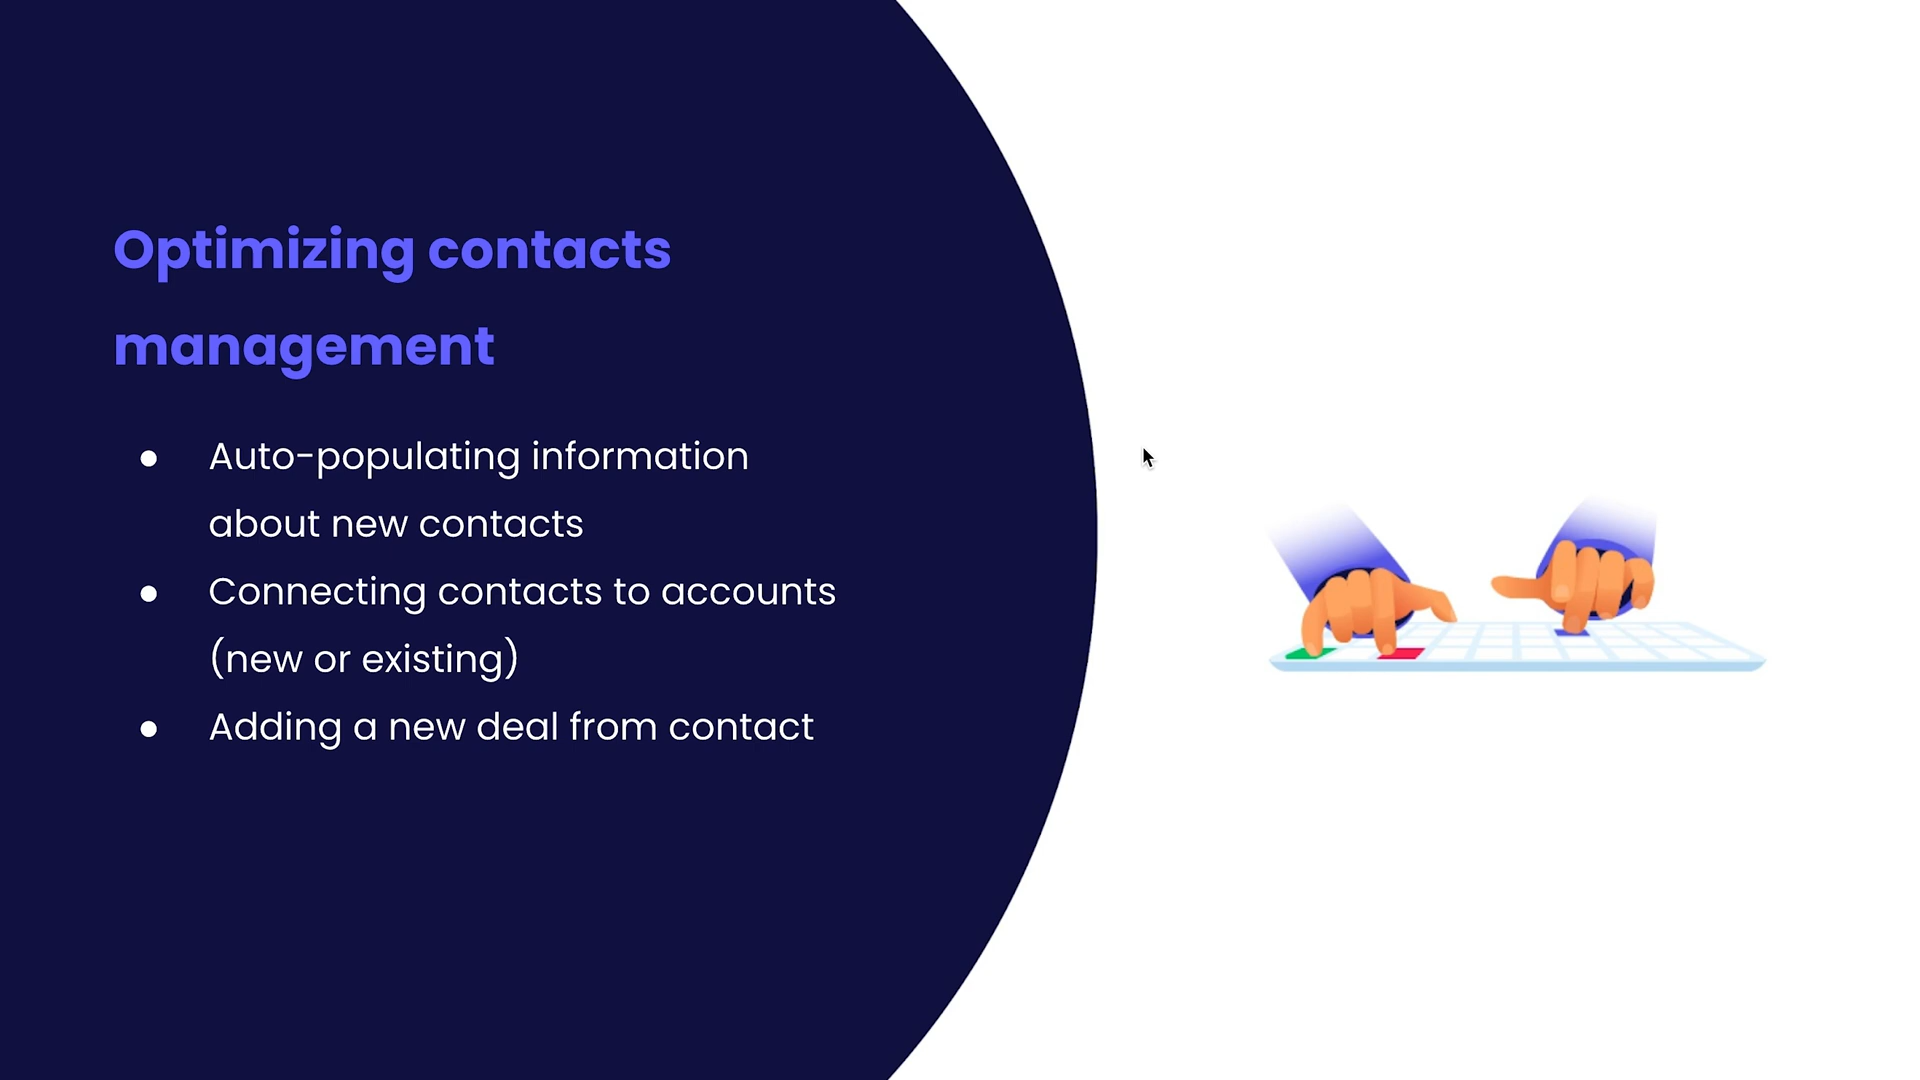 Optimizing contacts
management
● Auto-populating information
about new contacts
● Connecting contacts to accounts
(new or existing)
● Adding a new deal from contact